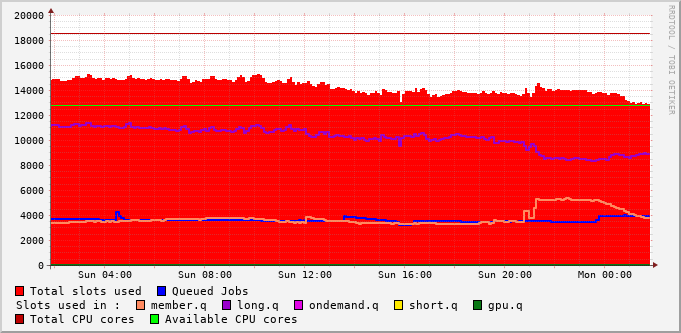 RRDTOOL / TOBI OETIKER
20000
18000
16000
14000
12000
10000
8000
6000
4000
2000
0
Sun 04:00 Sun 08:00 Sun 12:00 Sun 16:00 Sun 20:00 Mon 00:00
Total slots used Queued Jobs
Slots used in : member.q long.q ondemand.q short.q gpu.q
Total CPU cores Available CPU cores